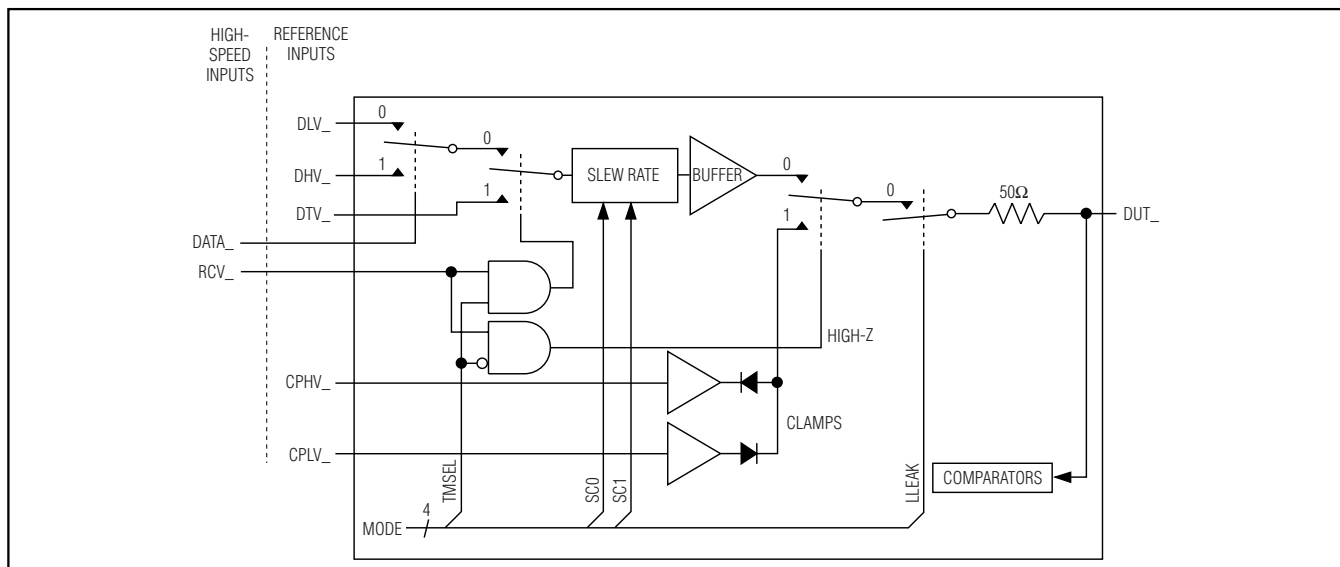 HIGH-
SPEED
INPUTS
REFERENCE
INPUTS
DLV_
0
DHV_
1
DTV_
0
1
SLEW RATE
BUFFER
0
1
0
50Ω
DUT_
DATA_
RCV_
HIGH-Z
CPHV_
CLAMPS
CPLV_
TMSEL
SC0
SC1
LLEAK
COMPARATORS
MODE
4